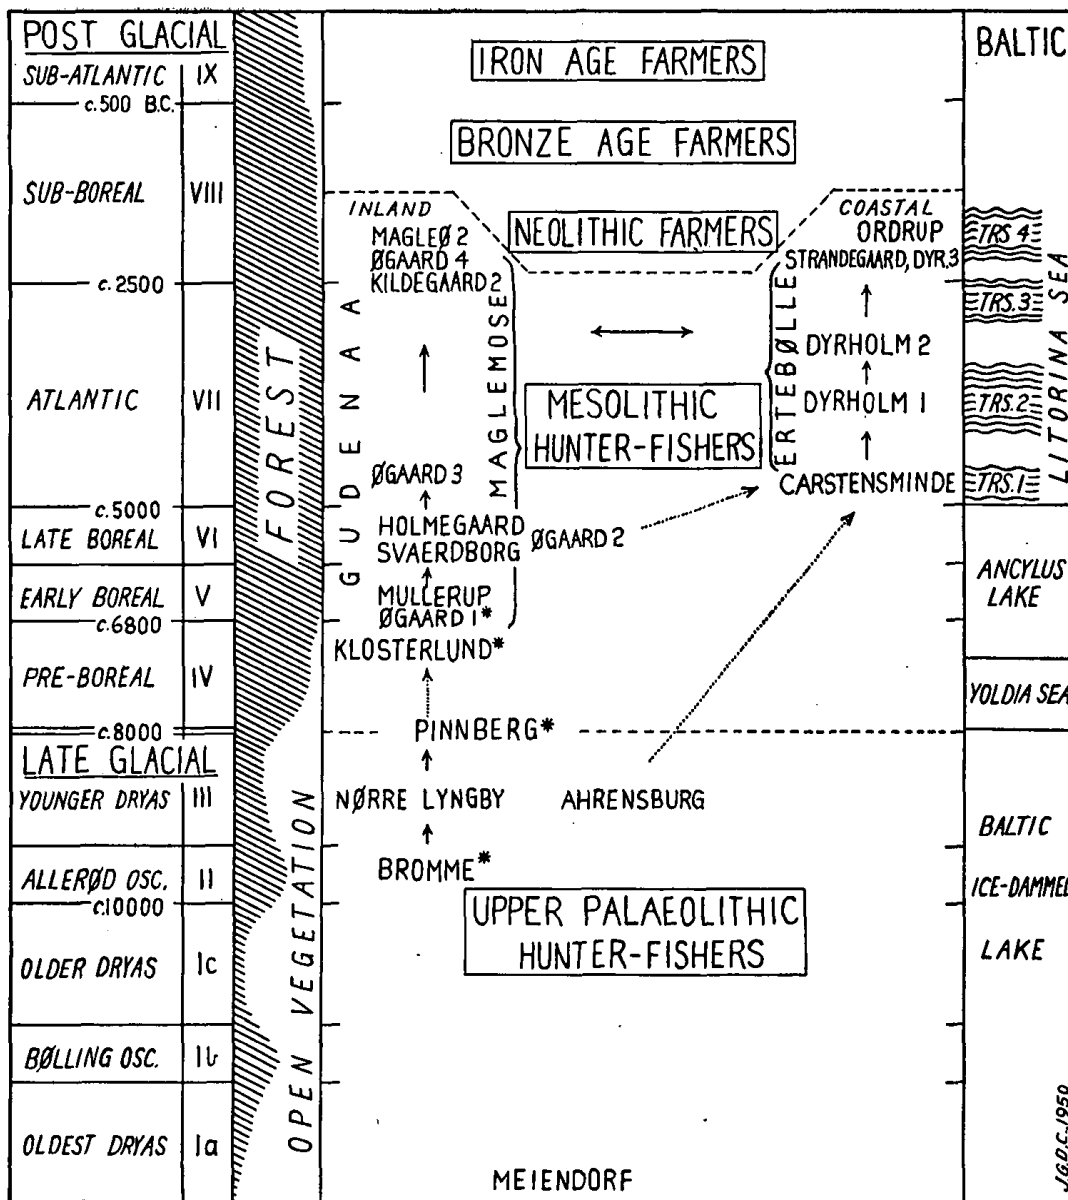 POST GLACIAL
SUB-ATLANTIC IX
c.500 B.C.
SUB-BOREAL VIII
c.2500
ATLANTIC VII
c.5000
LATE BOREAL VI
EARLY BOREAL V
c.6800
PRE-BOREAL IV
c.8000
LATE GLACIAL
YOUNGER DRYAS III
ALLERØD OSC. II
c.10000
OLDER DRYAS Ic
BØLLING OSC. Ib
OLDEST DRYAS Ia
FOREST
OPEN VEGETATION
IRON AGE FARMERS
BRONZE AGE FARMERS
NEOLITHIC FARMERS
INLAND
MAGLEØ 2
ØGAARD 4
KILDEGAARD 2
GUDENAA
MAGLEMOSE
ØGAARD 3
HOLMEGAARD
SVAERDBORG
ØGAARD 2
MULLERUP
ØGAARD 1*
KLOSTERLUND*
PINNBERG*
NØRRE LYNGBY
AHRENSBURG
BROMME*
MESOLITHIC
HUNTER-FISHERS
UPPER PALAEOLITHIC
HUNTER-FISHERS
MEIENDORF
COASTAL
ORDRUP
STRANDEGAARD, DYR.3
ERTEBØLLE
DYRHOLM 2
DYRHOLM 1
CARSTENSMINDE
BALTIC
TRS 4
TRS.3
TRS.2
TRS.1
LITORINA SEA
ANCYLUS
LAKE
YOLDIA SEA
BALTIC
ICE-DAMMED
LAKE
J.G.D.C. 1950